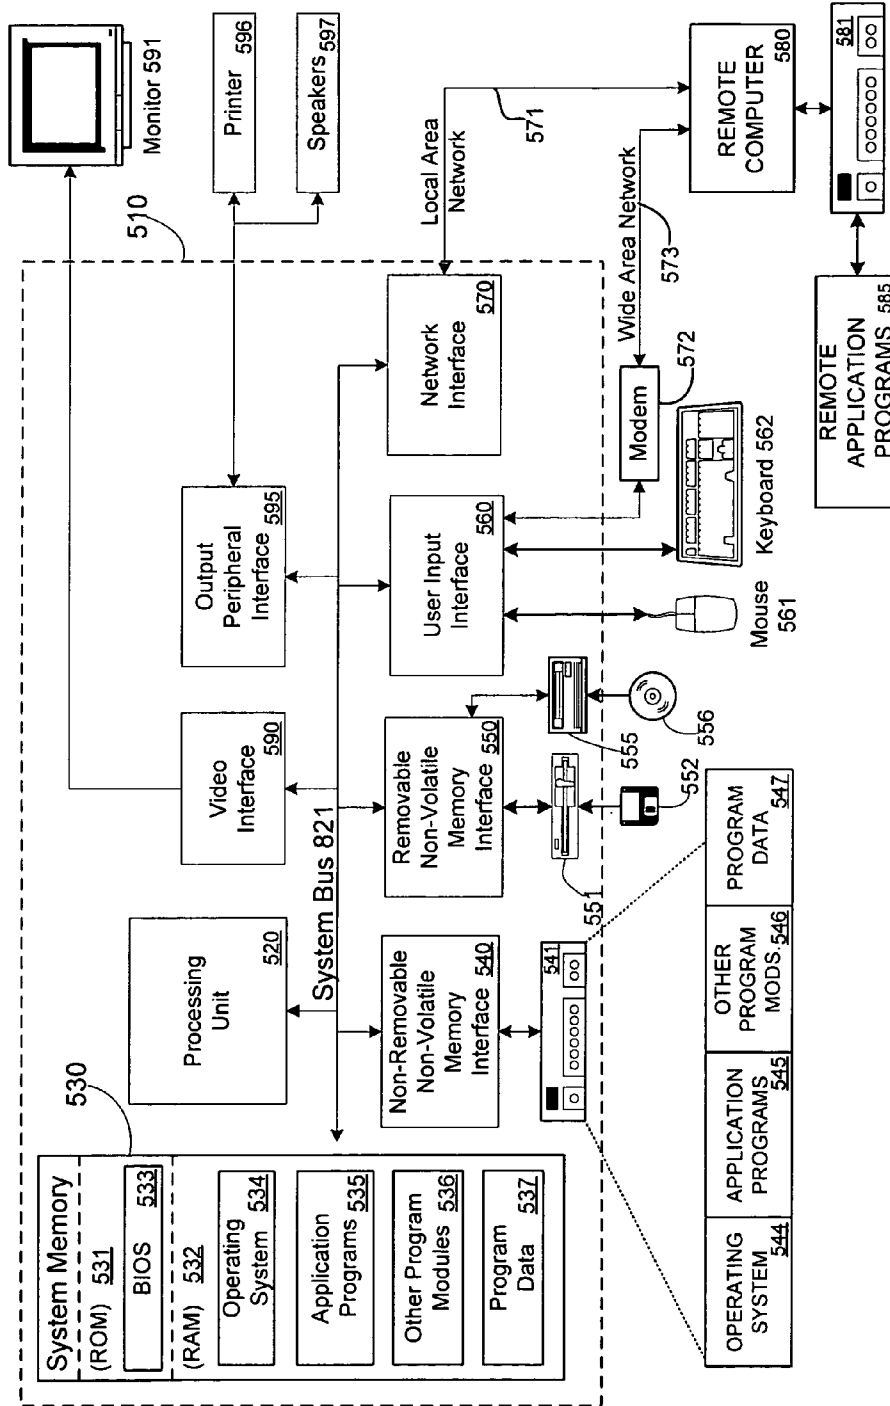 510
530
System Memory
(ROM) 531
BIOS 533
(RAM) 532
Operating
System 534
Application
Programs 535
Other Program
Modules 536
Program
Data 537
Processing
Unit
520
Video
Interface
590
Output
Peripheral
Interface 595
System Bus 821
Non-Removable
Non-Volatile
Memory
Interface 540
Removable
Non-Volatile
Memory
Interface 550
User Input
Interface
560
Network
Interface
570
Monitor 591
Printer 596
Speakers 597
Local Area
Network
571
Wide Area Network
573
Modem
572
541
551
552
555
556
Mouse
561
Keyboard 562
REMOTE
COMPUTER
580
581
REMOTE
APPLICATION
PROGRAMS 585
OPERATING
SYSTEM 544
APPLICATION
PROGRAMS 545
OTHER
PROGRAM
MODS. 546
PROGRAM
DATA 547